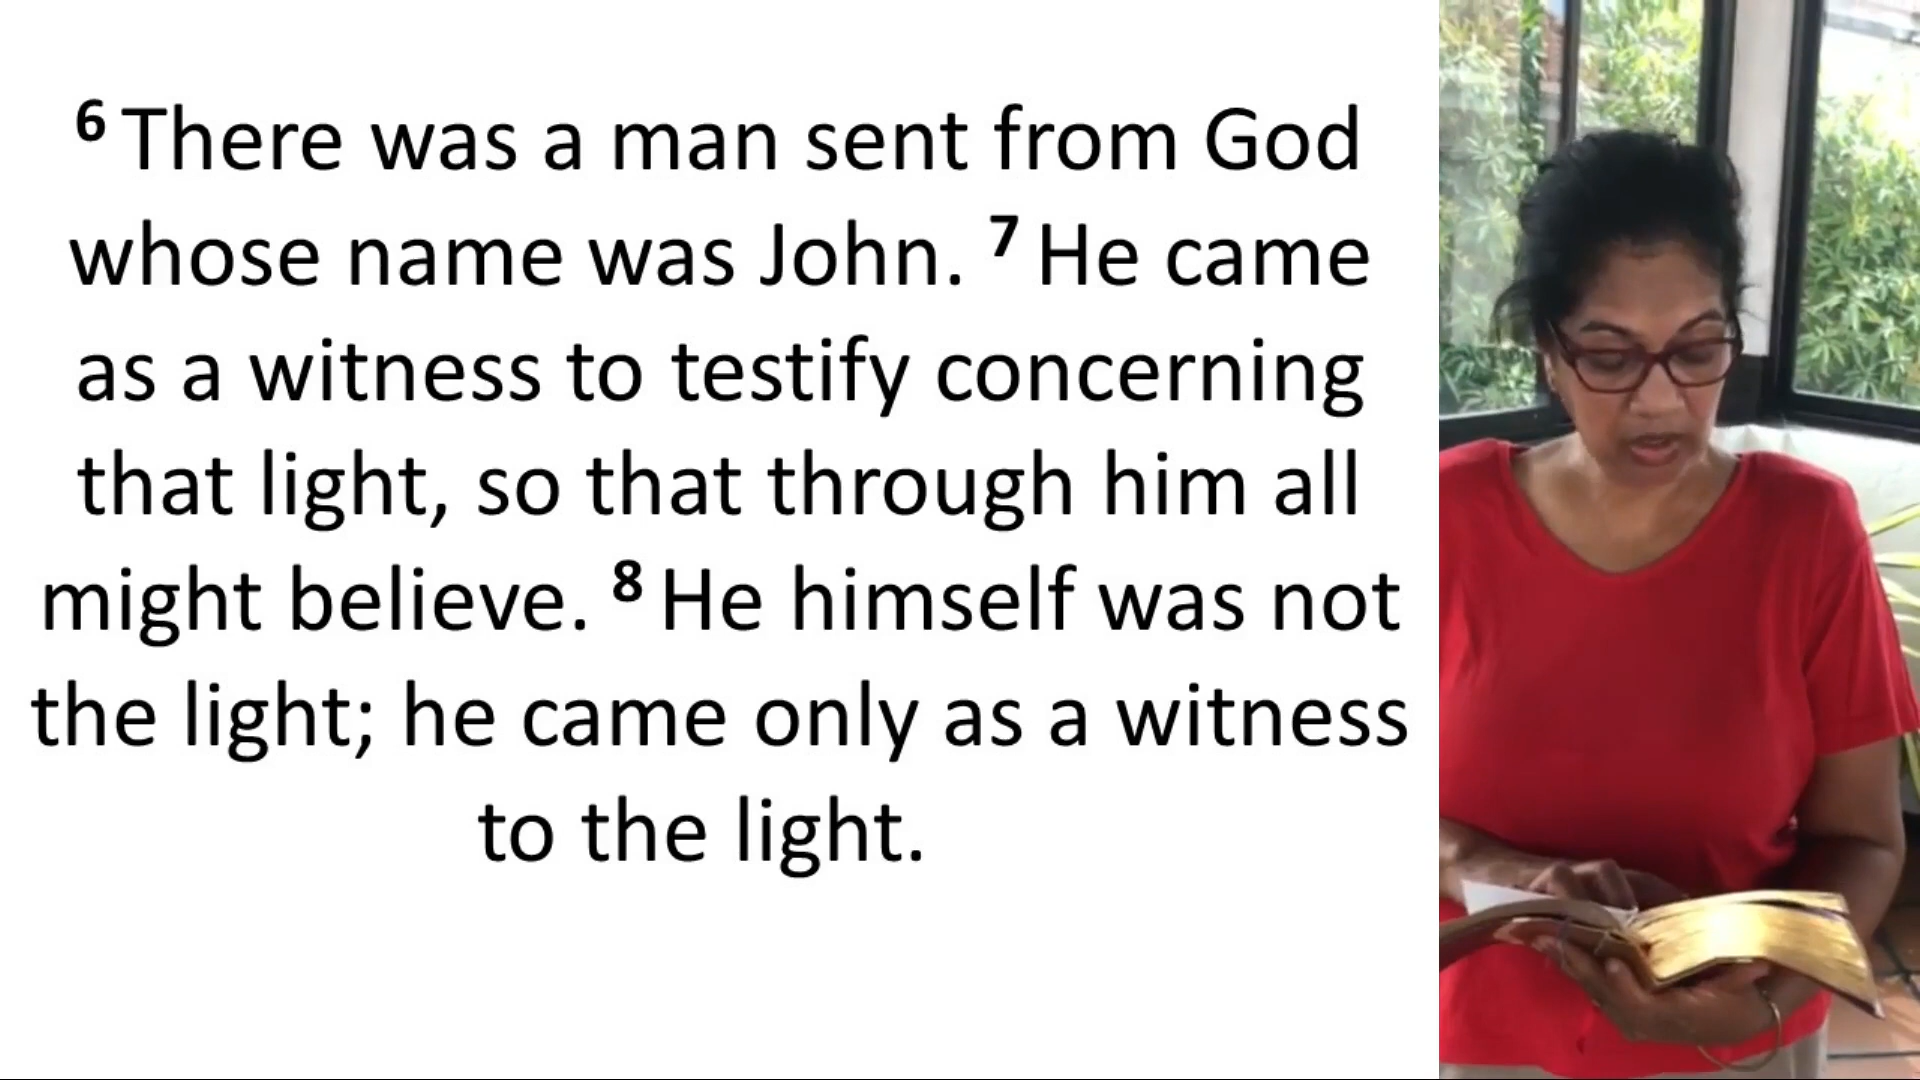 6 There was a man sent from God
whose name was John. 7 He came
as a witness to testify concerning
that light, so that through him all
might believe. 8 He himself was not
the light; he came only as a witness
to the light.